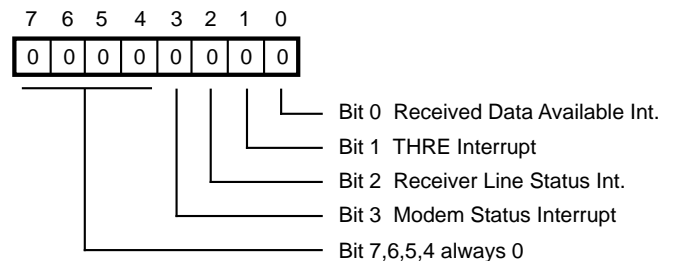 7 6 5 4 3 2 1 0
0 0 0 0 0 0 0 0
Bit 0 Received Data Available Int.
Bit 1 THRE Interrupt
Bit 2 Receiver Line Status Int.
Bit 3 Modem Status Interrupt
Bit 7,6,5,4 always 0